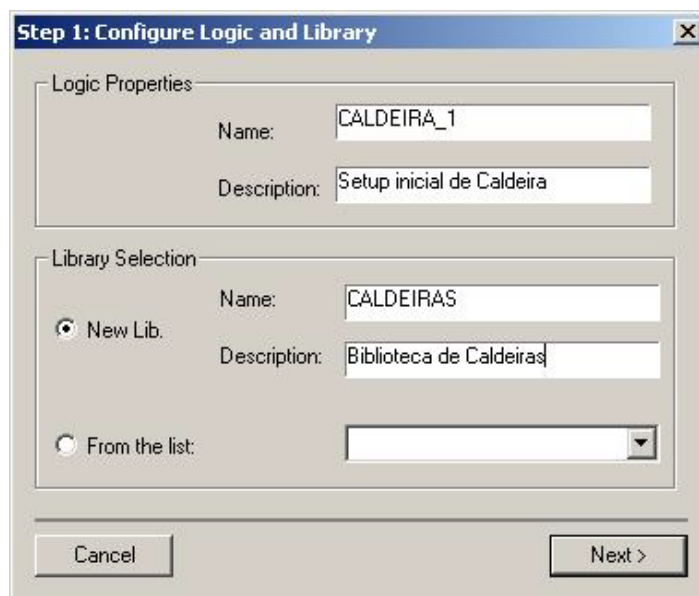 Step 1: Configure Logic and Library
Logic Properties
Name: CALDEIRA_1
Description: Setup inicial de Caldeira
Library Selection
New Lib.
Name: CALDEIRAS
Description: Biblioteca de Caldeiras
From the list:
Cancel
Next >